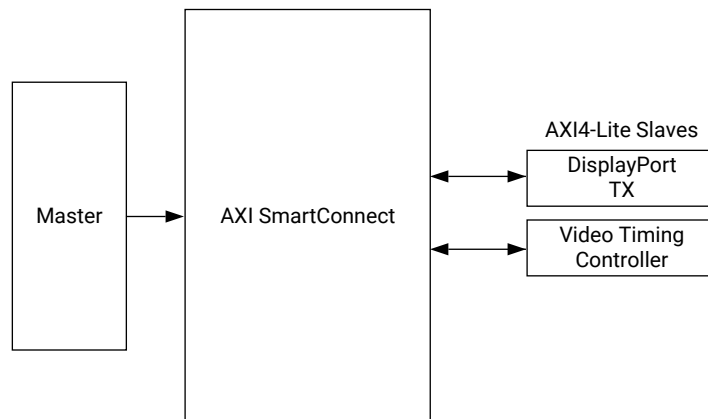 Master
AXI SmartConnect
AXI4-Lite Slaves
DisplayPort
TX
Video Timing
Controller